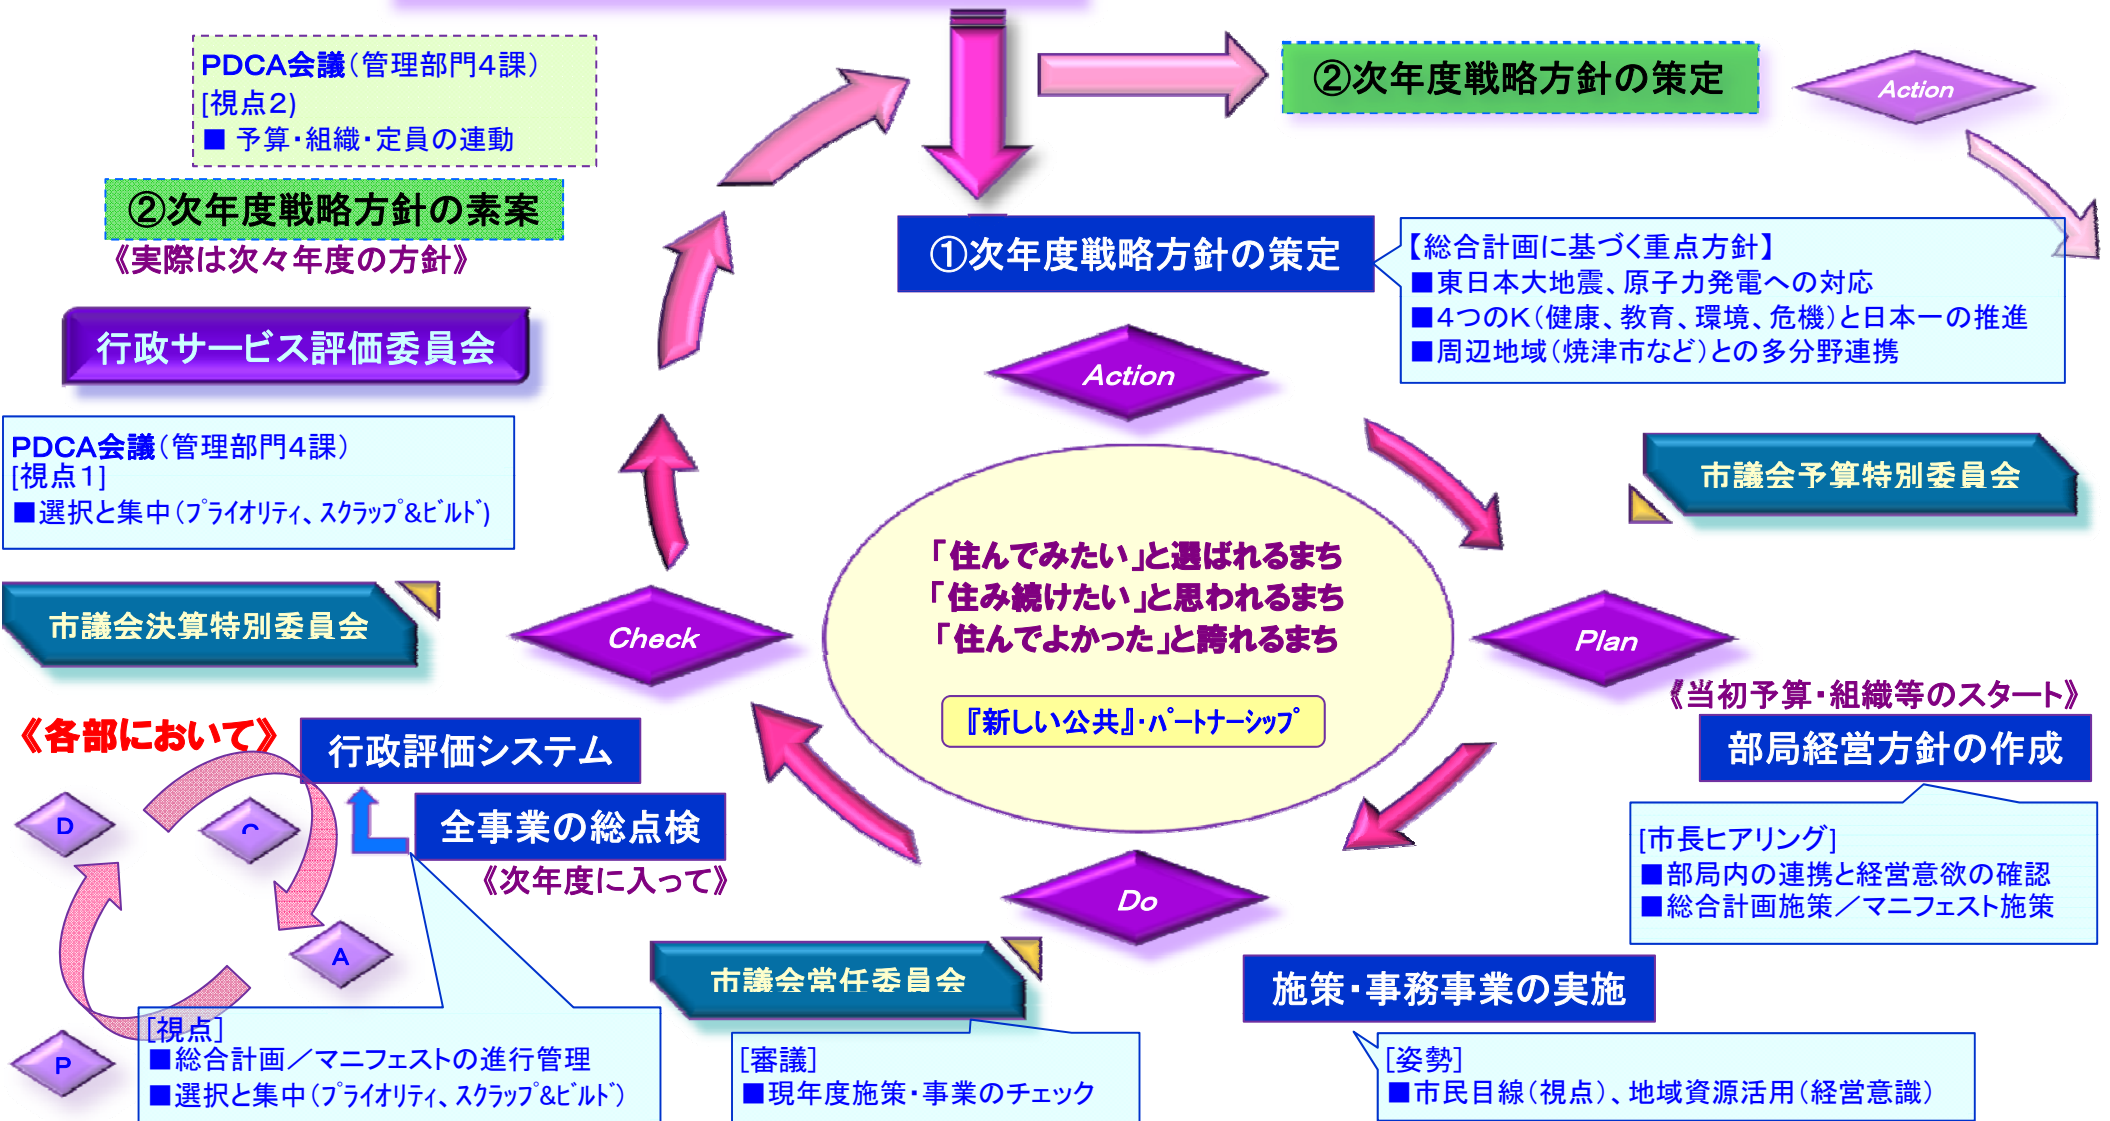 PDCA会議（管理部門４課）
[視点２)
■ 予算・組織・定員の連動
②次年度戦略方針の素案
《実際は次々年度の方針》
行政サービス評価委員会
PDCA会議（管理部門４課）
[視点１]
■選択と集中（ﾌﾟﾗｲｵﾘﾃｨ、ｽｸﾗｯﾌﾟ&ﾋﾞﾙﾄﾞ）
市議会決算特別委員会
②次年度戦略方針の策定
Action
①次年度戦略方針の策定
【総合計画に基づく重点方針】
■東日本大地震、原子力発電への対応
■４つのK（健康、教育、環境、危機）と日本一の推進
■周辺地域（焼津市など）との多分野連携
Action
市議会予算特別委員会
「住んでみたい」と選ばれるまち
「住み続けたい」と思われるまち
「住んでよかった」と誇れるまち
『新しい公共』・ﾊﾟｰﾄﾅｰｼｯﾌﾟ
Check
Plan
《当初予算・組織等のスタート》
部局経営方針の作成
[市長ヒアリング]
■部局内の連携と経営意欲の確認
■総合計画施策／マニフェスト施策
Do
施策・事務事業の実施
[姿勢]
■市民目線（視点）、地域資源活用（経営意識）
市議会常任委員会
[審議]
■現年度施策・事業のチェック
《各部において》
行政評価システム
全事業の総点検
《次年度に入って》
D
C
A
P
[視点]
■総合計画／マニフェストの進行管理
■選択と集中（ﾌﾟﾗｲｵﾘﾃｨ、ｽｸﾗｯﾌﾟ&ﾋﾞﾙﾄﾞ）